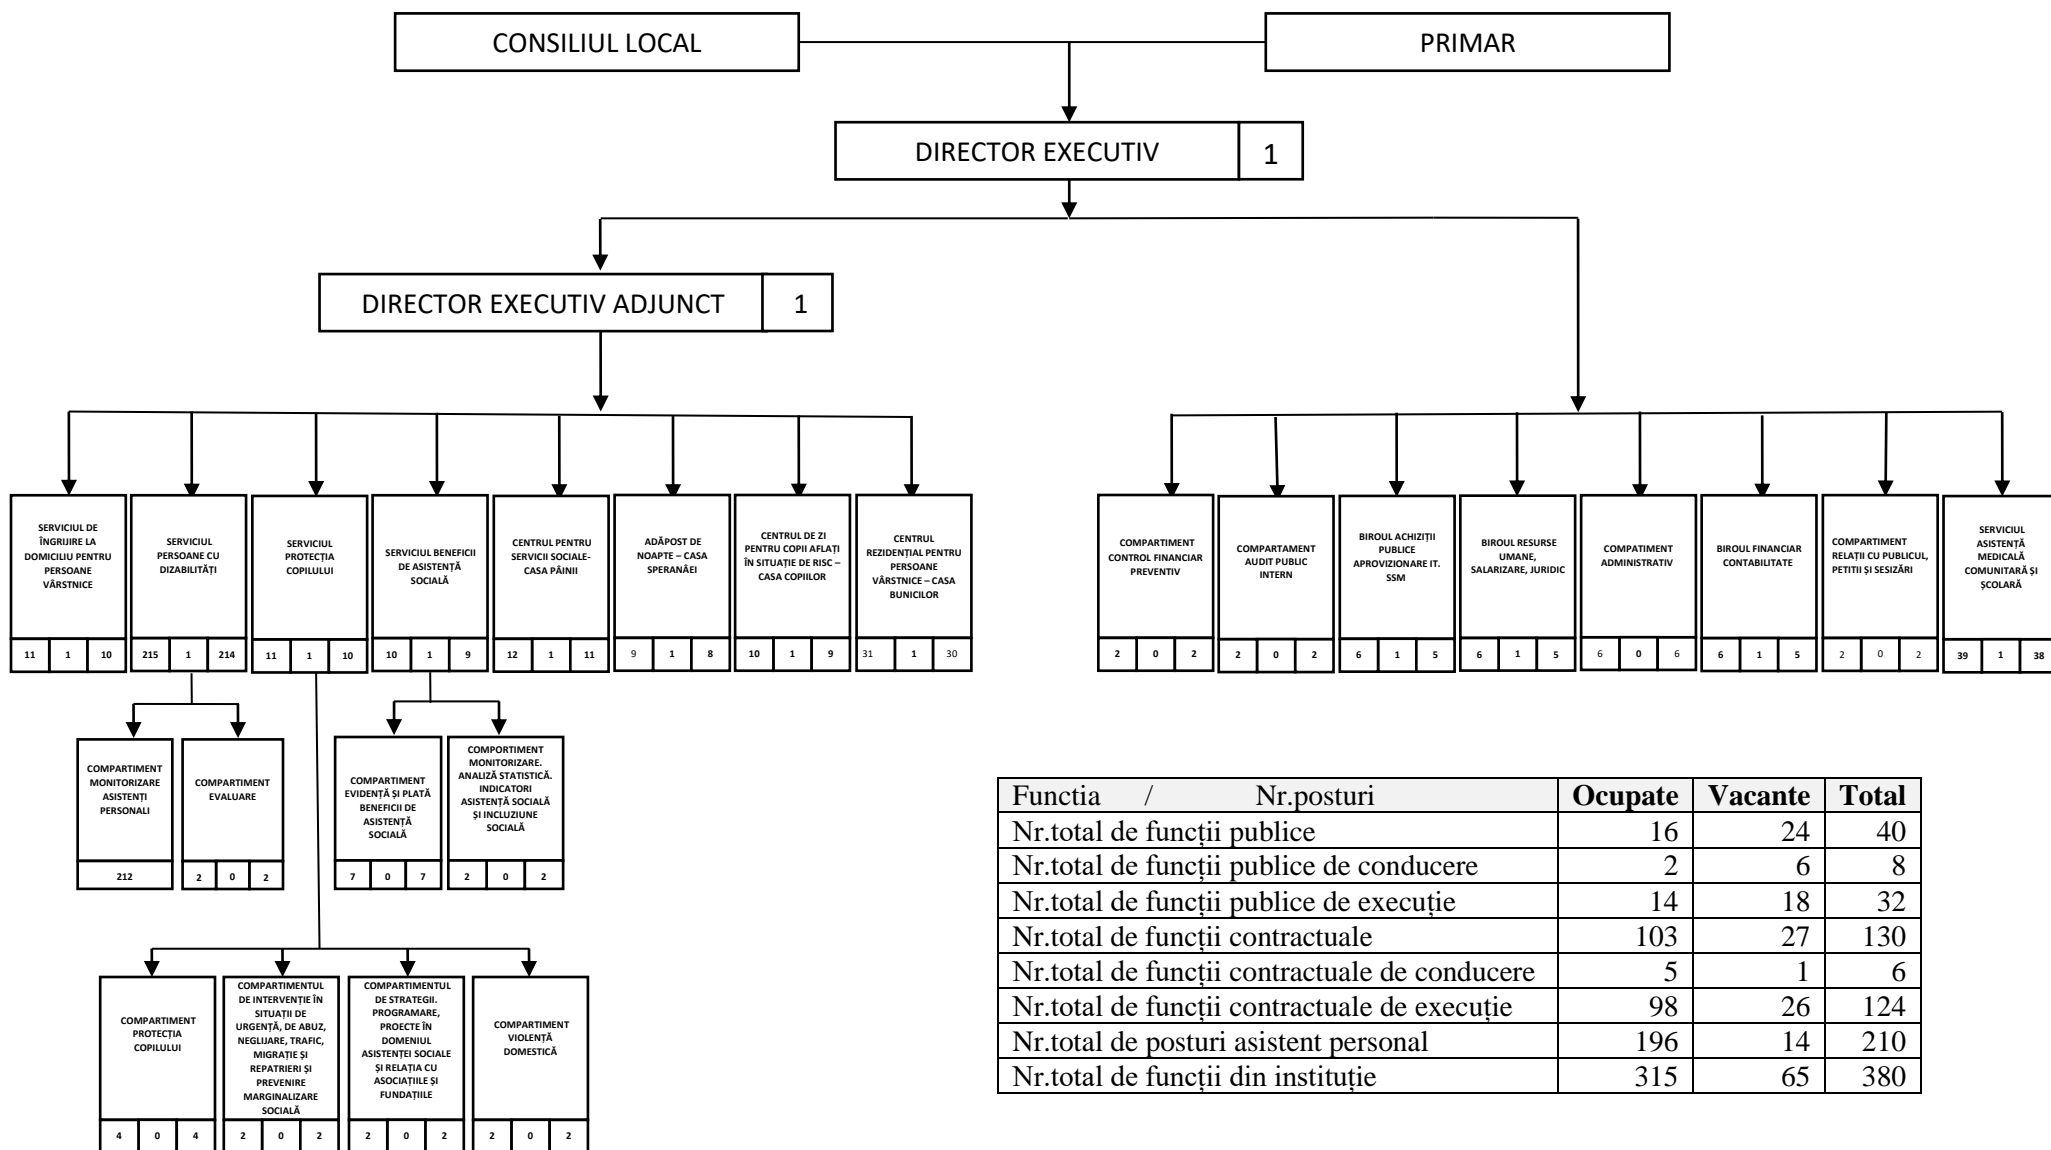 CONSILIUL LOCAL
PRIMAR
DIRECTOR EXECUTIV 1
DIRECTOR EXECUTIV ADJUNCT 1
SERVICIUL DE
ÎNGRIJIRE LA
DOMICILIU PENTRU
PERSOANE
VÂRSTNICE
11 1 10
SERVICIUL
PERSOANE CU
DIZABILITĂȚI
215 1 214
SERVICIUL
PROTECȚIA
COPILULUI
11 1 10
SERVICIUL BENEFICII
DE ASISTENȚĂ
SOCIALĂ
10 1 9
CENTRUL PENTRU
SERVICII SOCIALE-
CASA PÂINII
12 1 11
ADĂPOST DE
NOAPTE – CASA
SPERANÂEI
9 1 8
CENTRUL DE ZI
PENTRU COPII AFLAȚI
ÎN SITUAȚIE DE RISC –
CASA COPIILOR
10 1 9
CENTRUL
REZIDENȚIAL PENTRU
PERSOANE
VÂRSTNICE – CASA
BUNICILOR
31 1 30
COMPARTIMENT
CONTROL FINANCIAR
PREVENTIV
2 0 2
COMPARTAMENT
AUDIT PUBLIC
INTERN
2 0 2
BIROUL ACHIZIȚII
PUBLICE
APROVIZIONARE IT.
SSM
6 1 5
BIROUL RESURSE
UMANE,
SALARIZARE, JURIDIC
6 1 5
COMPATIMENT
ADMINISTRATIV
6 0 6
BIROUL FINANCIAR
CONTABILITATE
6 1 5
COMPARTIMENT
RELAȚII CU PUBLICUL,
PETITII ȘI SESIZĂRI
2 0 2
SERVICIUL
ASISTENȚĂ
MEDICALĂ
COMUNITARĂ ȘI
ȘCOLARĂ
39 1 38
COMPARTIMENT
MONITORIZARE
ASISTENȚI
PERSONALI
212
COMPARTIMENT
EVALUARE
2 0 2
COMPARTIMENT
EVIDENȚĂ ȘI PLATĂ
BENEFICII DE
ASISTENȚĂ
SOCIALĂ
7 0 7
COMPORTIMENT
MONITORIZARE.
ANALIZĂ STATISTICĂ.
INDICATORI
ASISTENȚĂ SOCIALĂ
ȘI INCLUZIUNE
SOCIALĂ
2 0 2
COMPARTIMENT
PROTECȚIA
COPILULUI
4 0 4
COMPARTIMENTUL
DE INTERVENȚIE ÎN
SITUAȚII DE
URGENȚĂ, DE ABUZ,
NEGLIJARE, TRAFIC,
MIGRAȚIE ȘI
REPATRIERI ȘI
PREVENIRE
MARGINALIZARE
SOCIALĂ
2 0 2
COMPARTIMENTUL
DE STRATEGII.
PROGRAMARE,
PROECTE ÎN
DOMENIUL
ASISTENȚEI SOCIALE
ȘI RELAȚIA CU
ASOCIAȚIILE ȘI
FUNDAȚIILE
2 0 2
COMPARTIMENT
VIOLENȚĂ
DOMESTICĂ
2 0 2
Functia / Nr.posturi Ocupate Vacante Total
Nr.total de funcții publice 16 24 40
Nr.total de funcții publice de conducere 2 6 8
Nr.total de funcții publice de execuție 14 18 32
Nr.total de funcții contractuale 103 27 130
Nr.total de funcții contractuale de conducere 5 1 6
Nr.total de funcții contractuale de execuție 98 26 124
Nr.total de posturi asistent personal 196 14 210
Nr.total de funcții din instituție 315 65 380